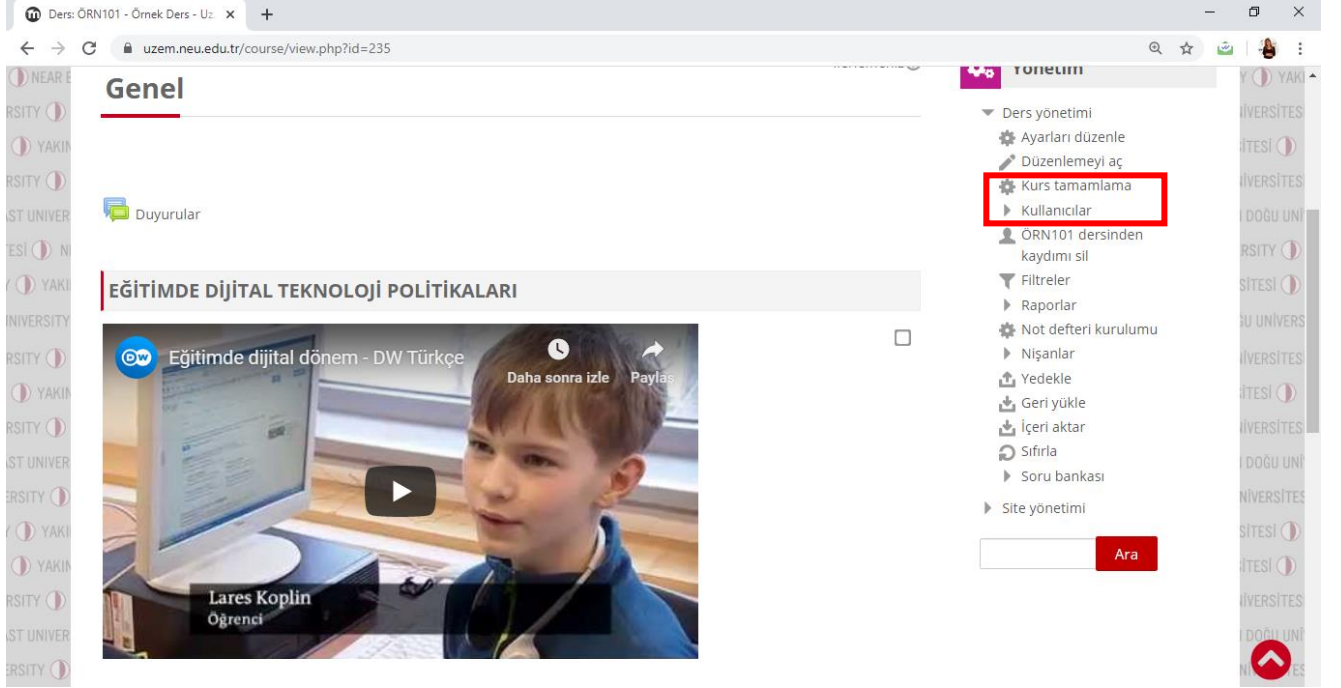 Ders: ÖRN101 - Örnek Ders - Uz
uzem.neu.edu.tr/course/view.php?id=235
Genel
Duyurular
EĞİTİMDE DİJİTAL TEKNOLOJİ POLİTİKALARI
Eğitimde dijital dönem - DW Türkçe
Daha sonra izle
Paylaş
Lares Koplin
Öğrenci
Yönetim
Ders yönetimi
Ayarları düzenle
Düzenlemeyi aç
Kurs tamamlama
Kullanıcılar
ÖRN101 dersinden
kaydımı sil
Filtreler
Raporlar
Not defteri kurulumu
Nişanlar
Yedekle
Geri yükle
İçeri aktar
Sıfırla
Soru bankası
Site yönetimi
Ara